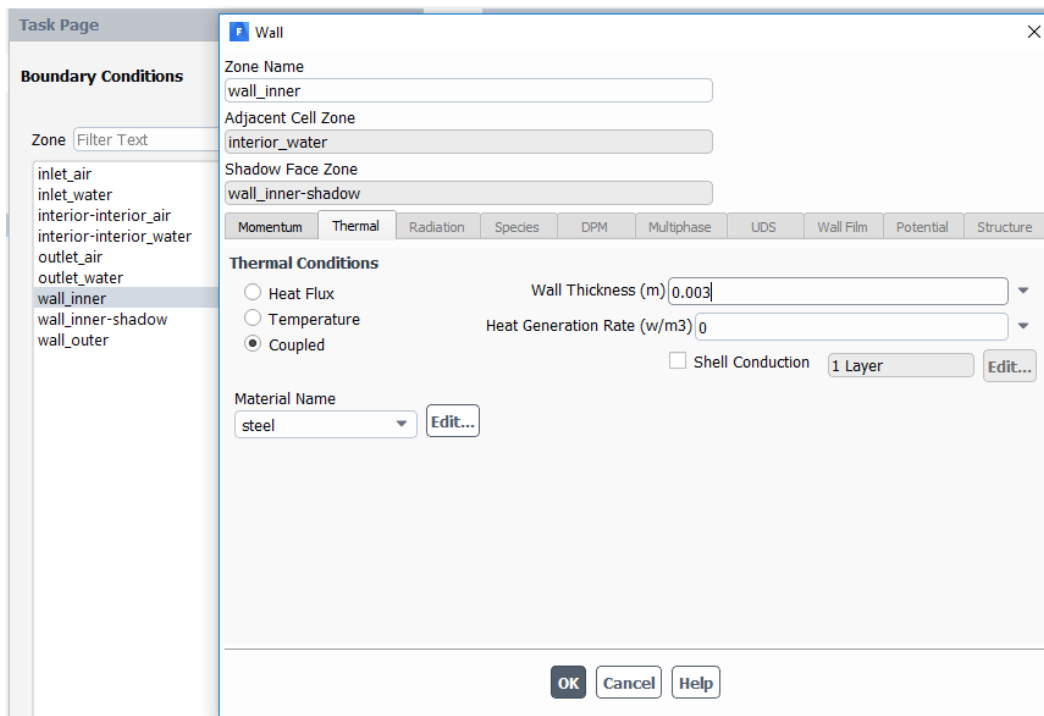 Task Page
Boundary Conditions
Zone Filter Text
inlet_air
inlet_water
interior-interior_air
interior-interior_water
outlet_air
outlet_water
wall_inner
wall_inner-shadow
wall_outer
F Wall
Zone Name
wall_inner
Adjacent Cell Zone
interior_water
Shadow Face Zone
wall_inner-shadow
Momentum Thermal Radiation Species DPM Multiphase UDS Wall Film Potential Structure
Thermal Conditions
Heat Flux
Temperature
Coupled
Wall Thickness (m) 0.003
Heat Generation Rate (w/m3) 0
Shell Conduction 1 Layer Edit...
Material Name
steel Edit...
OK Cancel Help